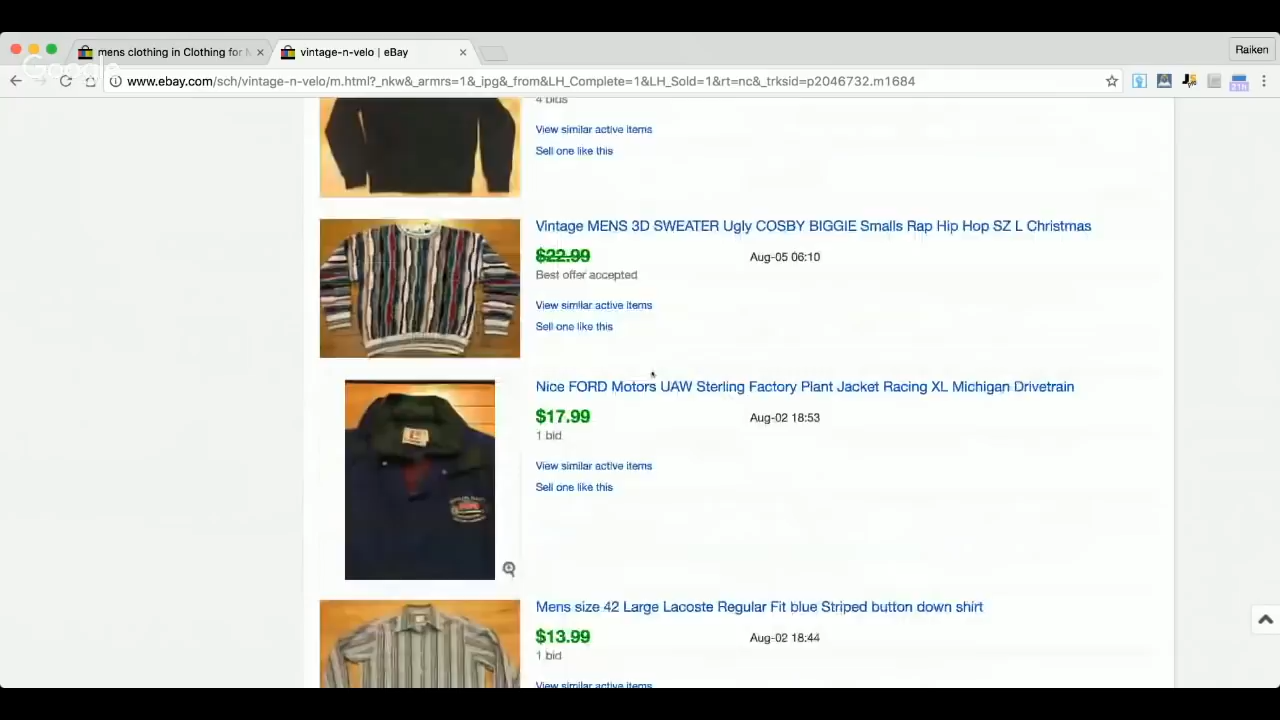 mens clothing in Clothing for M
vintage-n-velo | eBay
Raiken
Google
www.ebay.com/sch/vintage-n-velo/m.html?_nkw&_armrs=1&_ipg&_from&LH_Complete=1&LH_Sold=1&rt=nc&_trksid=p2046732.m1684
21h
4 bids
View similar active items
Sell one like this
Vintage MENS 3D SWEATER Ugly COSBY BIGGIE Smalls Rap Hip Hop SZ L Christmas
$22.99
Aug-05 06:10
Best offer accepted
View similar active items
Sell one like this
Nice FORD Motors UAW Sterling Factory Plant Jacket Racing XL Michigan Drivetrain
$17.99
Aug-02 18:53
1 bid
View similar active items
Sell one like this
Mens size 42 Large Lacoste Regular Fit blue Striped button down shirt
$13.99
Aug-02 18:44
1 bid
View similar active items